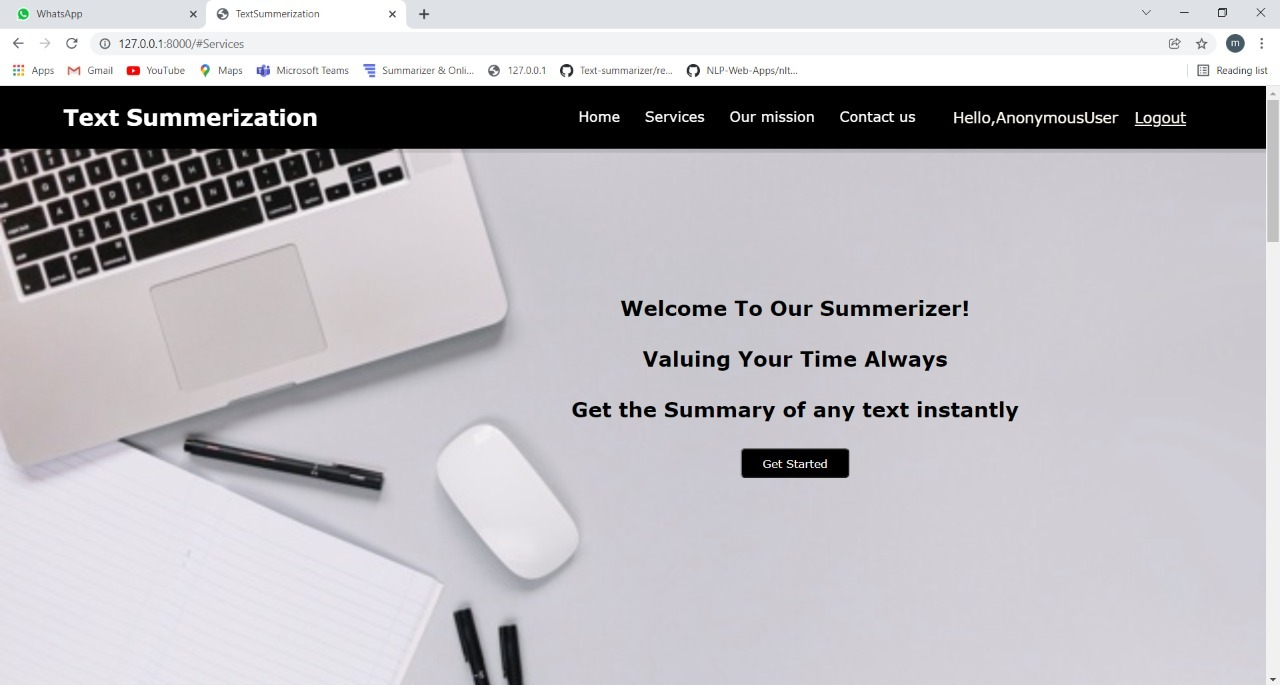 WhatsApp
TextSummerization
127.0.0.1:8000/#Services
m
Apps
Gmail
YouTube
Maps
Microsoft Teams
Summarizer & Onli...
127.0.0.1
Text-summarizer/re...
NLP-Web-Apps/nlt...
Reading list
Text Summerization
Home
Services
Our mission
Contact us
Hello,AnonymousUser
Logout
Welcome To Our Summerizer!
Valuing Your Time Always
Get the Summary of any text instantly
Get Started